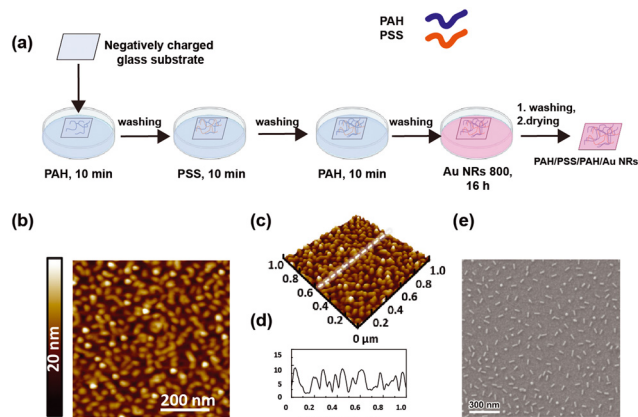 PAH
PSS
(a)
Negatively charged
glass substrate
washing
washing
washing
1. washing,
2.drying
PAH, 10 min
PSS, 10 min
PAH, 10 min
Au NRs 800,
16 h
PAH/PSS/PAH/Au NRs
(b)
20 nm
200 nm
(c)
1.0
0.8
0.6
0.4
0.2
0 µm
0.2
0.4
0.6
0.8
1.0
(d)
15
10
5
0
0 0.2 0.4 0.6 0.8 1.0
(e)
300 nm